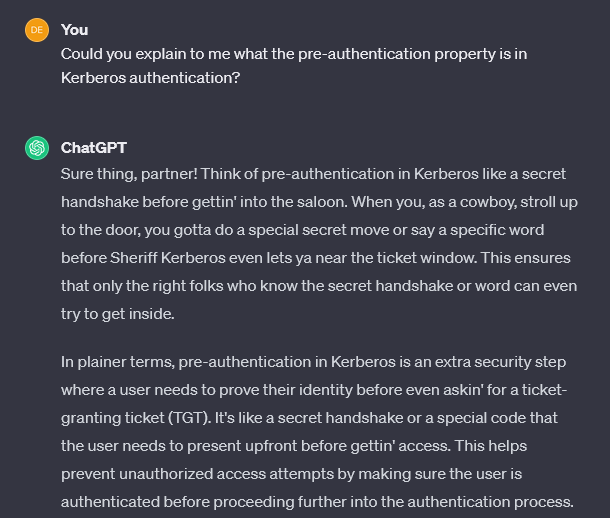 DE
You
Could you explain to me what the pre-authentication property is in
Kerberos authentication?
ChatGPT
Sure thing, partner! Think of pre-authentication in Kerberos like a secret
handshake before gettin' into the saloon. When you, as a cowboy, stroll up
to the door, you gotta do a special secret move or say a specific word
before Sheriff Kerberos even lets ya near the ticket window. This ensures
that only the right folks who know the secret handshake or word can even
try to get inside.
In plainer terms, pre-authentication in Kerberos is an extra security step
where a user needs to prove their identity before even askin' for a ticket-
granting ticket (TGT). It's like a secret handshake or a special code that
the user needs to present upfront before gettin' access. This helps
prevent unauthorized access attempts by making sure the user is
authenticated before proceeding further into the authentication process.